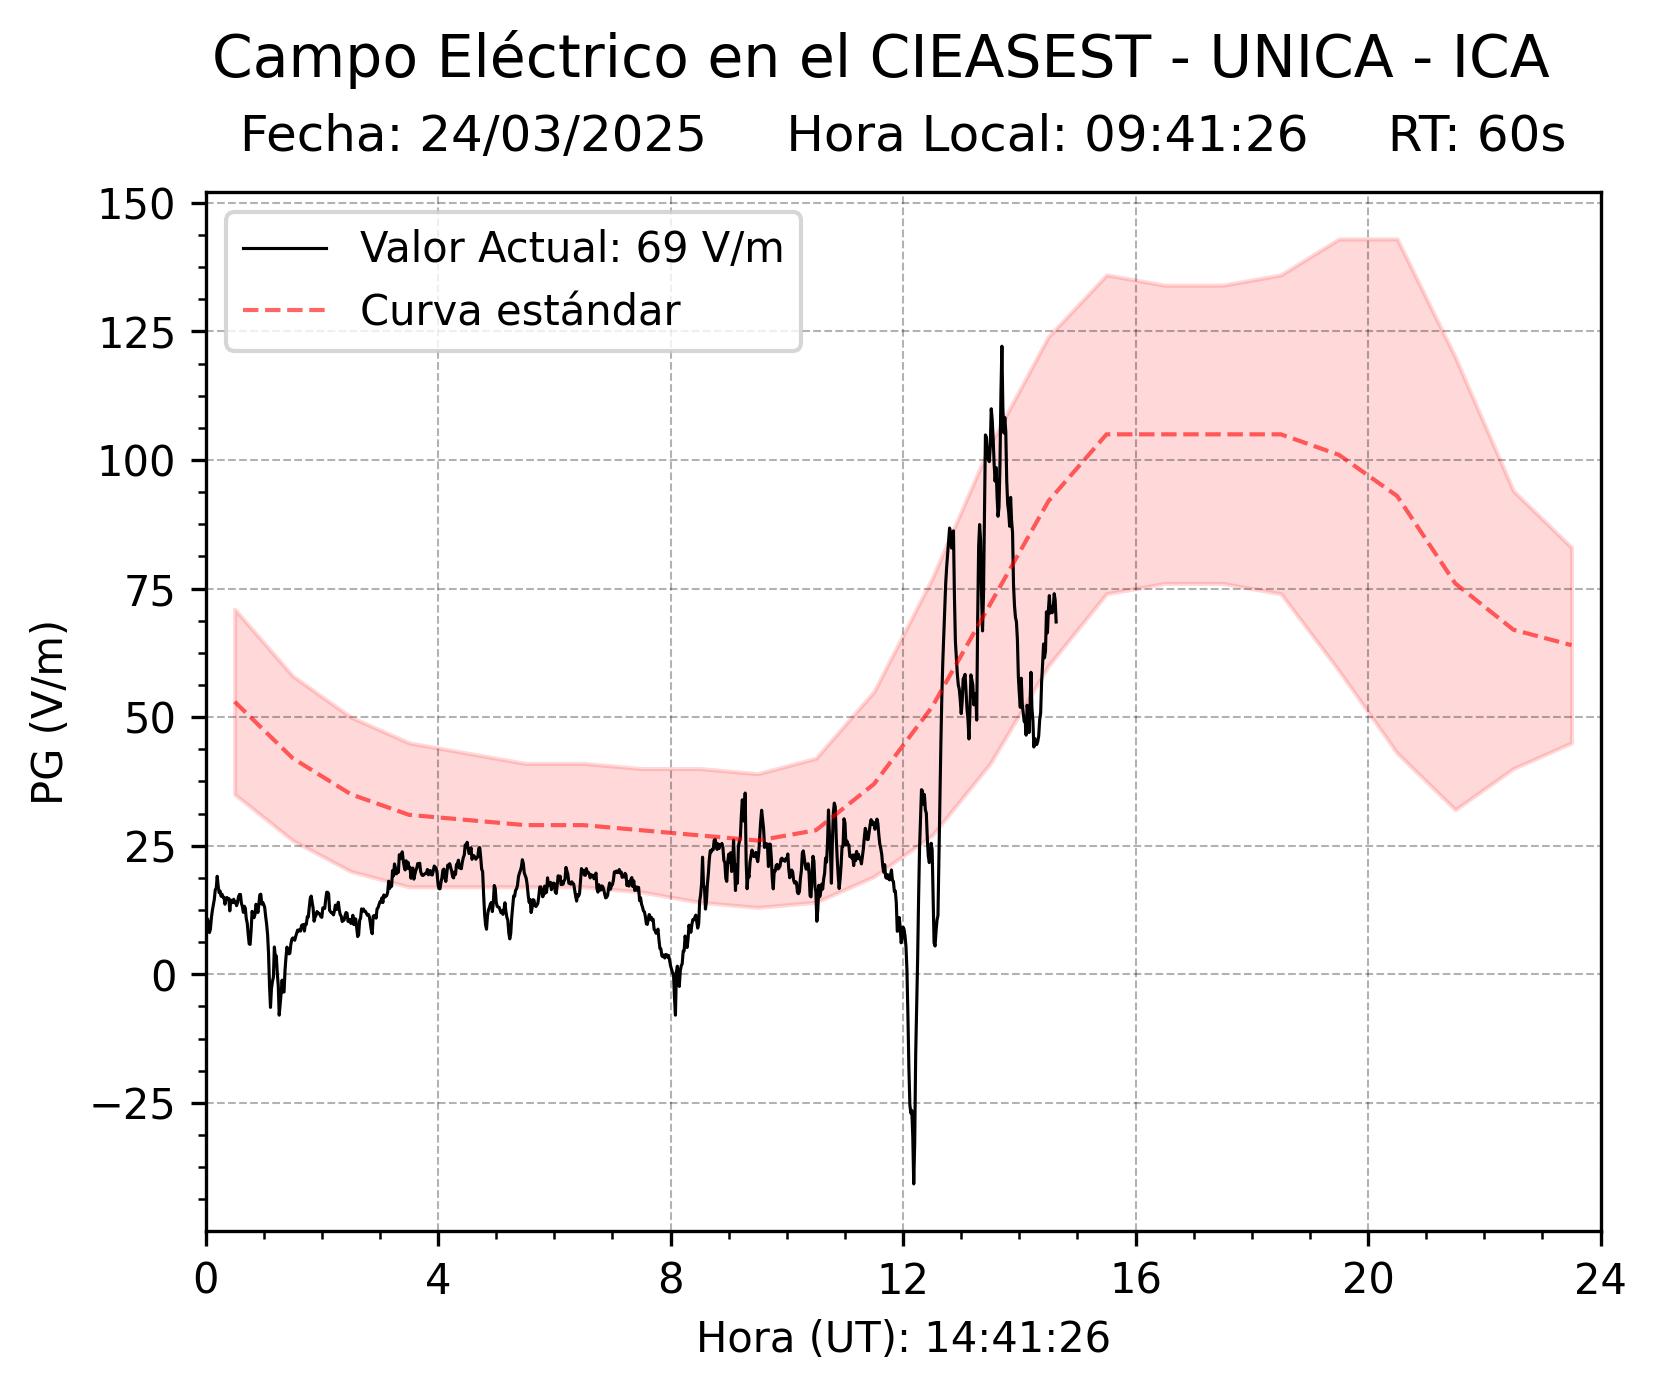 Campo Eléctrico en el CIEASEST - UNICA - ICA
Fecha: 24/03/2025 Hora Local: 09:41:26 RT: 60s
Valor Actual: 69 V/m
Curva estándar
PG (V/m)
150
125
100
75
50
25
0
−25
0 4 8 12 16 20 24
Hora (UT): 14:41:26